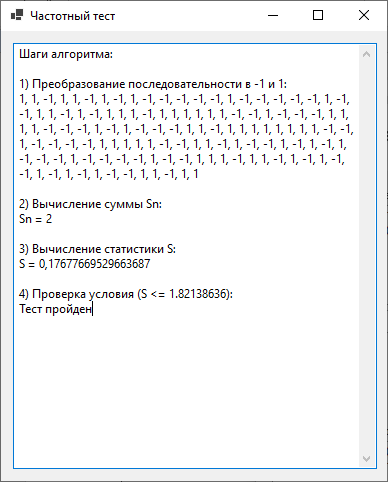 Частотный тест
Шаги алгоритма:
1) Преобразование последовательности в -1 и 1:
1, 1, -1, 1, 1, -1, 1, -1, 1, -1, -1, -1, -1, -1, -1, -1, -1, -1, 1, 1, -1,
-1, 1, 1, -1, 1, -1, 1, 1, -1, 1, 1, 1, 1, 1, 1, -1, -1, 1, -1, -1, 1, 1, 1,
1, 1, -1, -1, -1, 1, 1, -1, 1, 1, -1, -1, 1, 1, 1, 1, 1, 1, 1, 1, 1, -1, -1,
1, -1, -1, -1, -1, 1, 1, 1, 1, 1, -1, 1, 1, -1, 1, -1, 1, -1, -1, 1, -1, 1,
-1, -1, -1, 1, -1, 1, -1, -1, 1, 1, -1, 1, 1, 1, -1, 1, 1, -1, -1, 1, -1,
-1, 1, -1, 1, -1, 1, -1, -1, 1, 1, -1, 1, 1
2) Вычисление суммы Sn:
Sn = 2
3) Вычисление статистики S:
S = 0,17677669529663687
4) Проверка условия (S <= 1.82138636):
Тест пройден